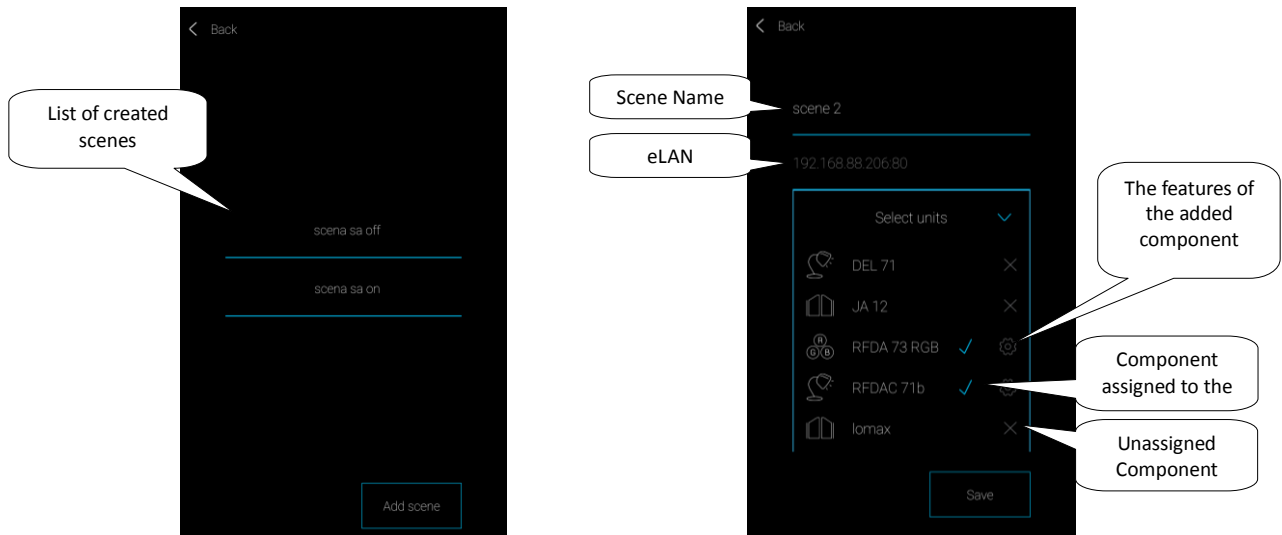 Back
List of created
scenes
scena sa off
scena sa on
Add scene
Back
Scene Name
scene 2
eLAN
192.168.88.206:80
The features of
the added
component
Select units
DEL 71
JA 12
R
G B
RFDA 73 RGB
RFDAC 71b
Component
assigned to the
lomax
Unassigned
Component
Save